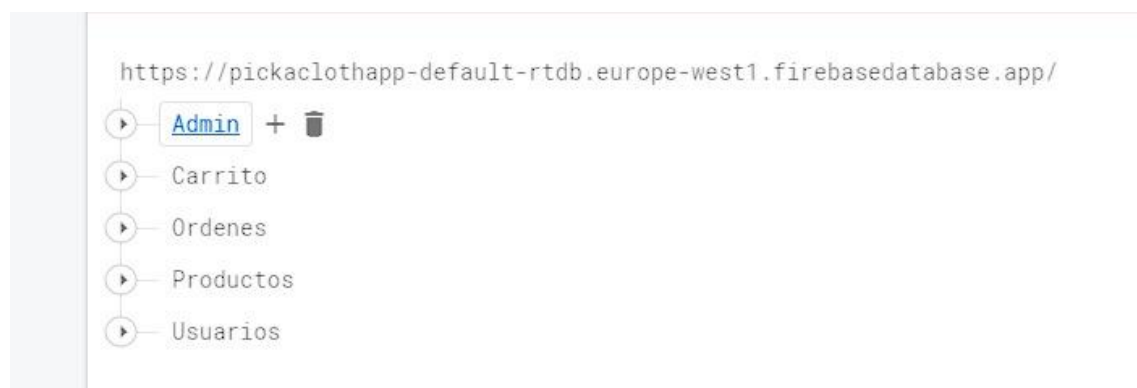 https://pickaclothapp-default-rtdb.europe-west1.firebasedatabase.app/
Admin +
Carrito
Ordenes
Productos
Usuarios